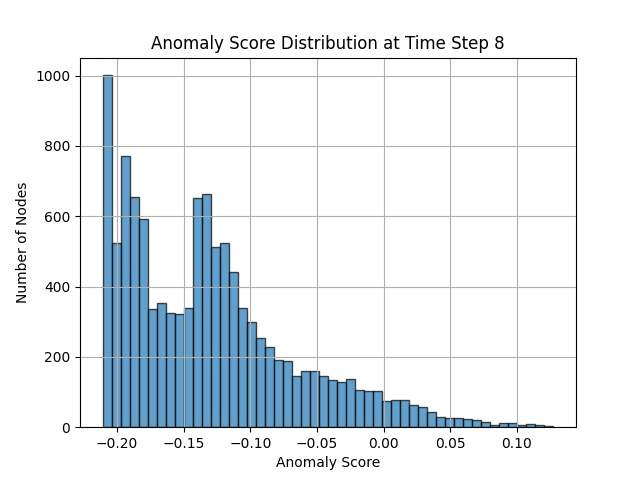 Anomaly Score Distribution at Time Step 8
1000
800
600
400
200
0
Number of Nodes
−0.20 −0.15 −0.10 −0.05 0.00 0.05 0.10
Anomaly Score